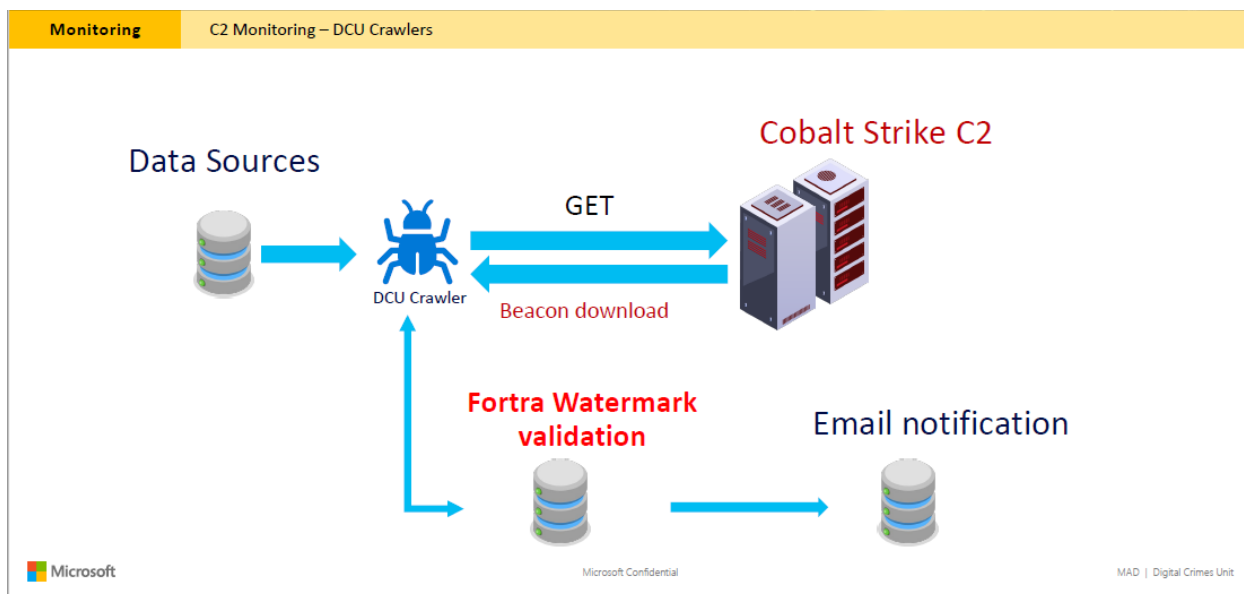 Monitoring
C2 Monitoring – DCU Crawlers
Cobalt Strike C2
Data Sources
GET
DCU Crawler
Beacon download
Fortra Watermark
validation
Email notification
Microsoft
Microsoft Confidential
MAD | Digital Crimes Unit